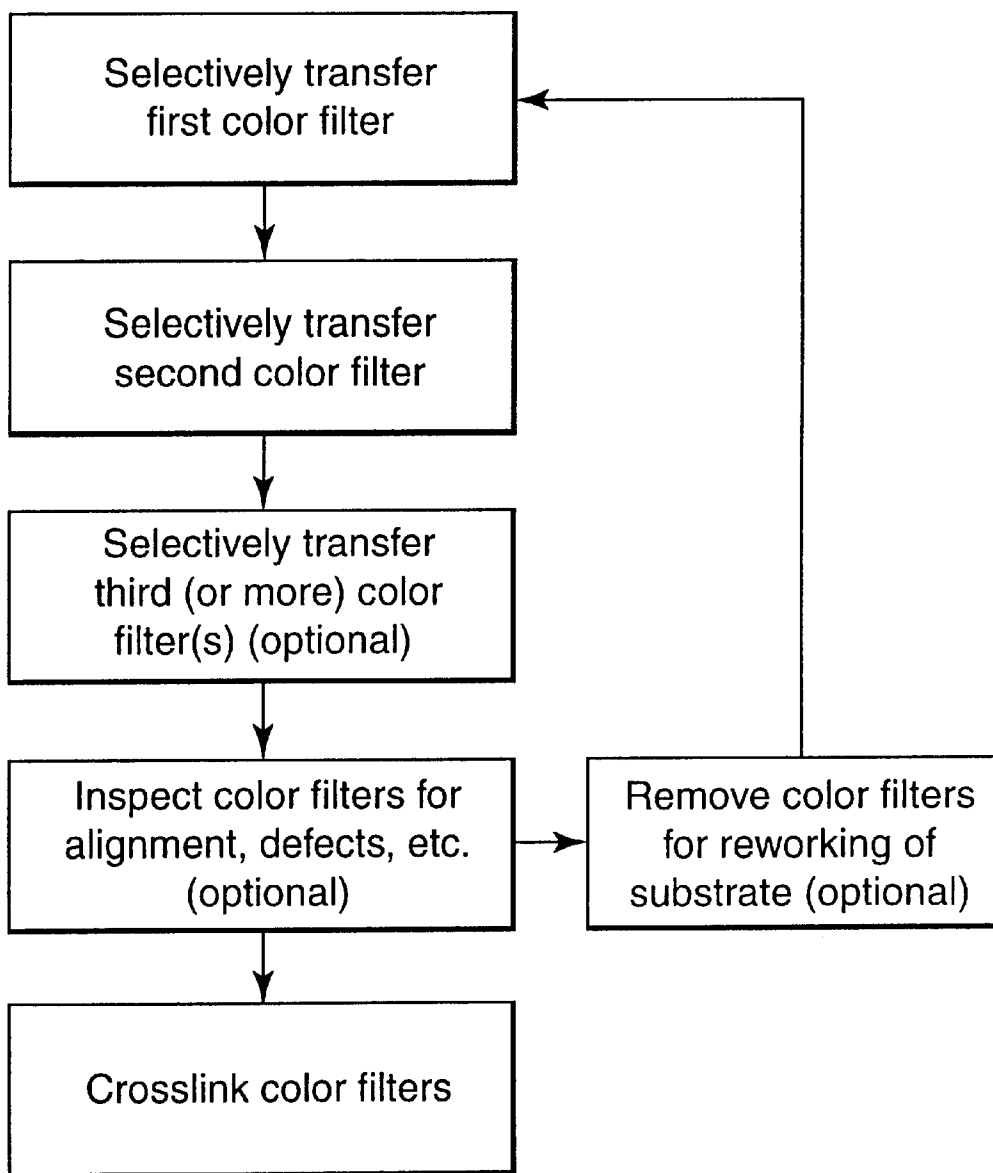 Selectively transfer
first color filter
Selectively transfer
second color filter
Selectively transfer
third (or more) color
filter(s) (optional)
Inspect color filters for
alignment, defects, etc.
(optional)
Remove color filters
for reworking of
substrate (optional)
Crosslink color filters